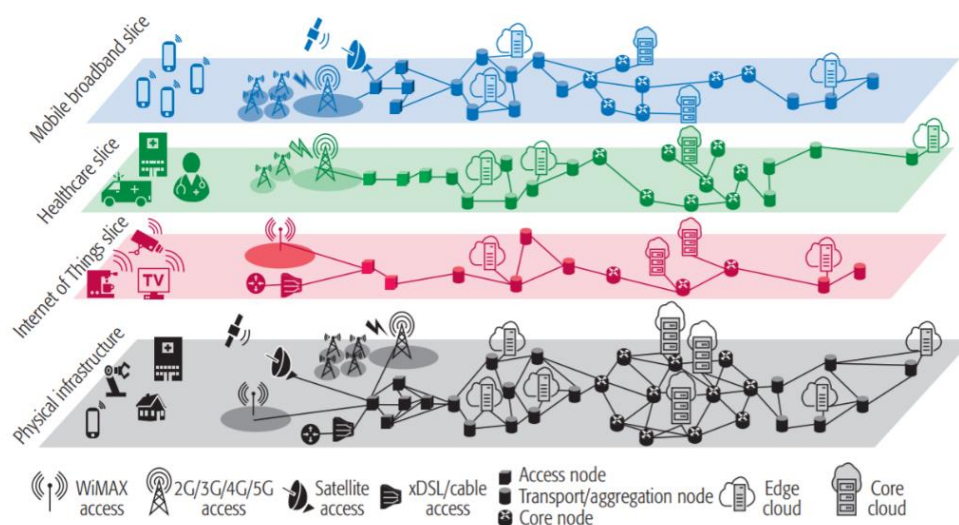 Mobile broadband slice
Healthcare slice
Internet of Things slice
TV
Physical infrastructure
WiMAX
access
2G/3G/4G/5G
access
Satellite
access
xDSL/cable
access
Access node
Transport/aggregation node
Core node
Edge
cloud
Core
cloud